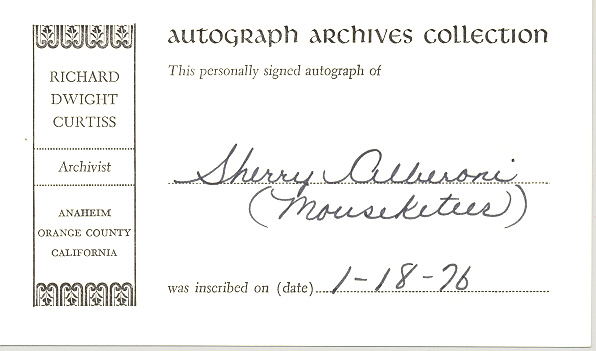 AUTOGRAPH ARCHIVES COLLECTION
This personally signed autograph of
RICHARD
DWIGHT
CURTISS
Archivist
ANAHEIM
ORANGE COUNTY
CALIFORNIA
Sherry Alberoni
(Mouseketeer)
was inscribed on (date) 1-18-76